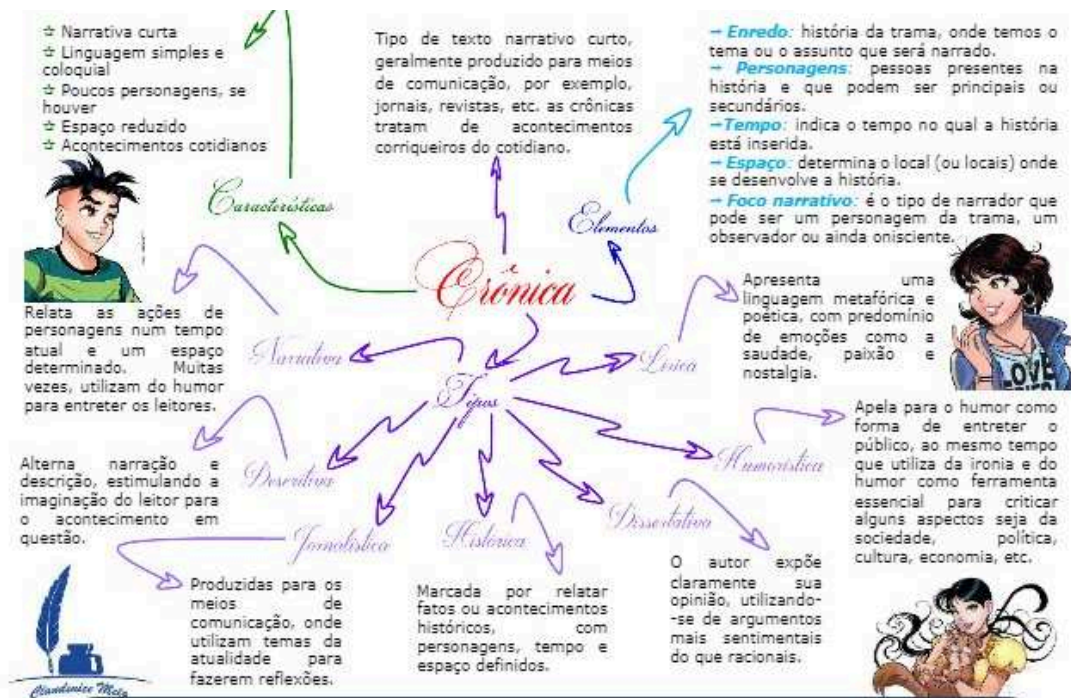 ☆ Narrativa curta
☆ Linguagem simples e
coloquial
☆ Poucos personagens, se
houver
☆ Espaço reduzido
☆ Acontecimentos cotidianos
Tipo de texto narrativo curto,
geralmente produzido para meios
de comunicação, por exemplo,
jornais, revistas, etc. as crônicas
tratam de acontecimentos
corriqueiros do cotidiano.
→ Enredo: história da trama, onde temos o
tema ou o assunto que será narrado.
→ Personagens: pessoas presentes na
história e que podem ser principais ou
secundários.
→Tempo: indica o tempo no qual a história
está inserida.
→ Espaço: determina o local (ou locais) onde
se desenvolve a história.
→ Foco narrativo: é o tipo de narrador que
pode ser um personagem da trama, um
observador ou ainda onisciente.
Características
Elementos
Crônica
Relata as ações de
personagens num tempo
atual e um espaço
determinado. Muitas
vezes, utilizam do humor
para entreter os leitores.
Narrativa
Tipos
Lírica
Apresenta uma
linguagem metafórica e
poética, com predomínio
de emoções como a
saudade, paixão e
nostalgia.
LOVE
Alterna narração e
descrição, estimulando a
imaginação do leitor para
o acontecimento em
questão.
Descritiva
Humorística
Apela para o humor como
forma de entreter o
público, ao mesmo tempo
que utiliza da ironia e do
humor como ferramenta
essencial para criticar
alguns aspectos seja da
sociedade, política,
cultura, economia, etc.
Jornalística
Histórica
Dissertativa
Produzidas para os
meios de
comunicação, onde
utilizam temas da
atualidade para
fazerem reflexões.
Marcada por relatar
fatos ou acontecimentos
históricos, com
personagens, tempo e
espaço definidos.
O autor expõe
claramente sua
opinião, utilizando-
-se de argumentos
mais sentimentais
do que racionais.